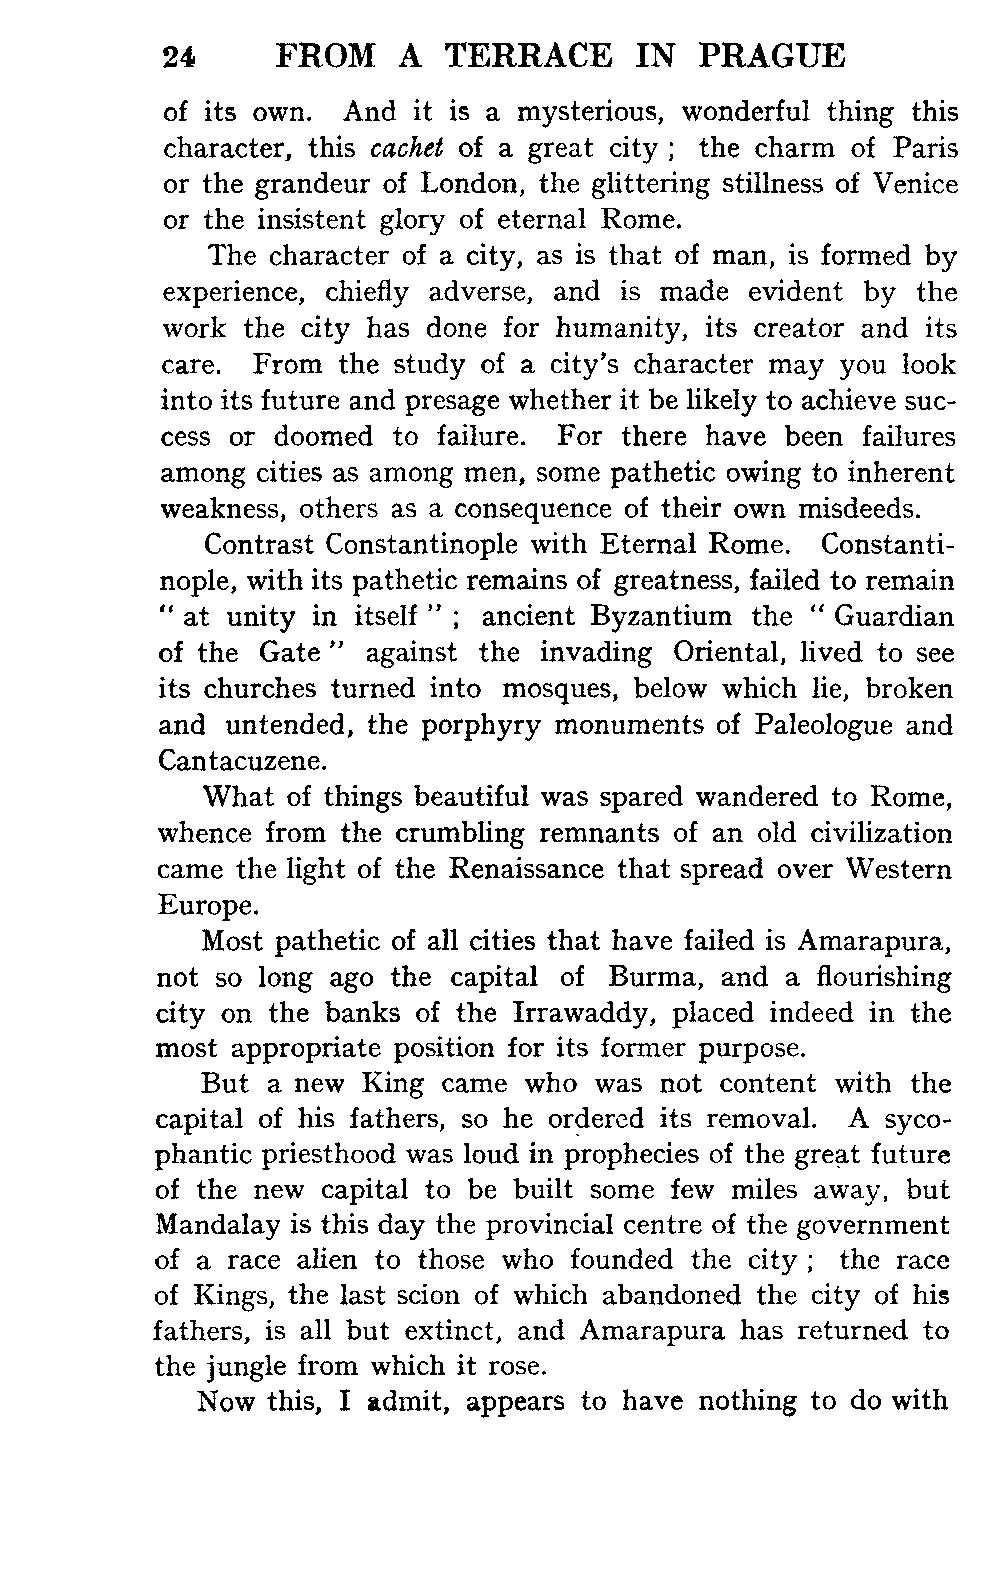 24 FROM A TERRACE IN PRAGUE
of its own. And it is a mysterious, wonderful thing this
character, this cachet of a great city ; the charm of Paris
or the grandeur of London, the glittering stillness of Venice
or the insistent glory of eternal Rome.
The character of a city, as is that of man, is formed by
experience, chiefly adverse, and is made evident by the
work the city has done for humanity, its creator and its
care. From the study of a city's character may you look
into its future and presage whether it be likely to achieve suc-
cess or doomed to failure. For there have been failures
among cities as among men, some pathetic owing to inherent
weakness, others as a consequence of their own misdeeds.
Contrast Constantinople with Eternal Rome. Constanti-
nople, with its pathetic remains of greatness, failed to remain
" at unity in itself " ; ancient Byzantium the " Guardian
of the Gate " against the invading Oriental, lived to see
its churches turned into mosques, below which lie, broken
and untended, the porphyry monuments of Paleologue and
Cantacuzene.
What of things beautiful was spared wandered to Rome,
whence from the crumbling remnants of an old civilization
came the light of the Renaissance that spread over Western
Europe.
Most pathetic of all cities that have failed is Amarapura,
not so long ago the capital of Burma, and a flourishing
city on the banks of the Irrawaddy, placed indeed in the
most appropriate position for its former purpose.
But a new King came who was not content with the
capital of his fathers, so he ordered its removal. A syco-
phantic priesthood was loud in prophecies of the great future
of the new capital to be built some few miles away, but
Mandalay is this day the provincial centre of the government
of a race alien to those who founded the city ; the race
of Kings, the last scion of which abandoned the city of his
fathers, is all but extinct, and Amarapura has returned to
the jungle from which it rose.
Now this, I admit, appears to have nothing to do with